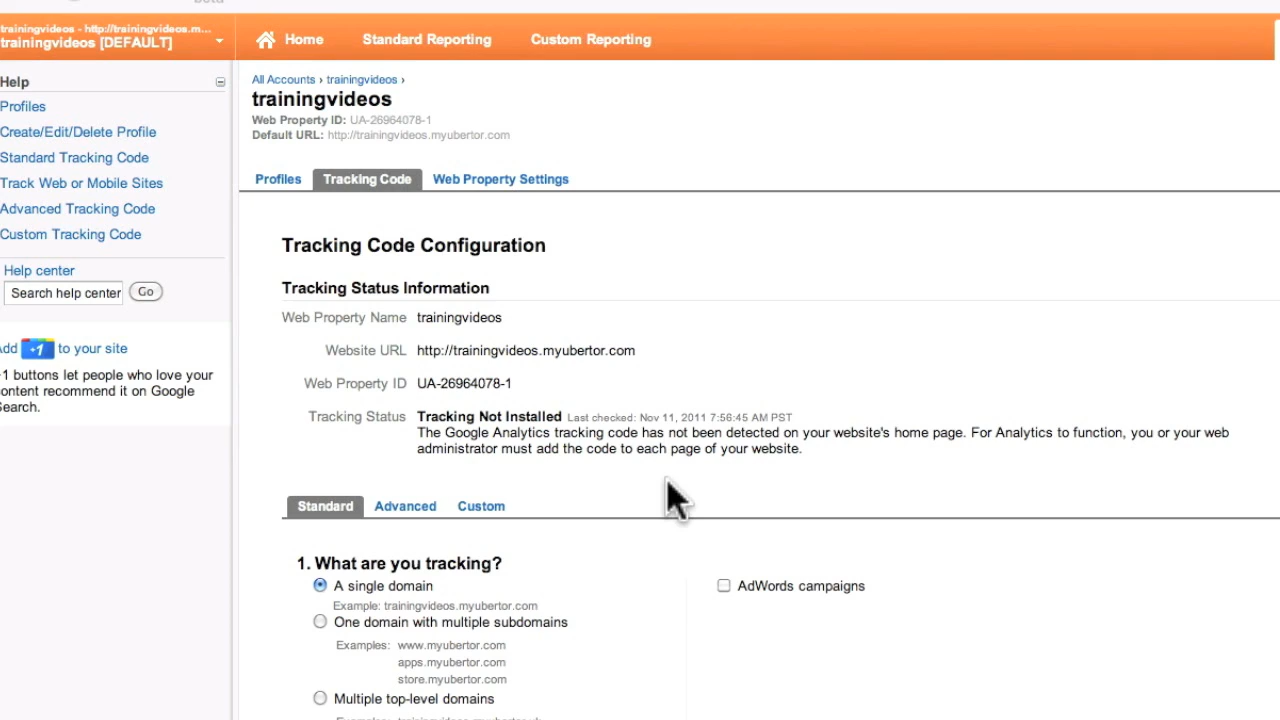 beta
trainingvideos - http://trainingvideos.m...
trainingvideos [DEFAULT]
Home
Standard Reporting
Custom Reporting
Help
Profiles
Create/Edit/Delete Profile
Standard Tracking Code
Track Web or Mobile Sites
Advanced Tracking Code
Custom Tracking Code
Help center
Search help center
Go
+1
to your site
1 buttons let people who love your
recommend it on Google
All Accounts › trainingvideos ›
trainingvideos
Web Property ID: UA-26964078-1
Default URL: http://trainingvideos.myubertor.com
Profiles
Tracking Code
Web Property Settings
Tracking Code Configuration
Tracking Status Information
Web Property Name trainingvideos
Website URL http://trainingvideos.myubertor.com
Web Property ID UA-26964078-1
Tracking Status Tracking Not Installed Last checked: Nov 11, 2011 7:56:45 AM PST
The Google Analytics tracking code has not been detected on your website's home page. For Analytics to function, you or your web
administrator must add the code to each page of your website.
Standard
Advanced
Custom
1. What are you tracking?
A single domain
Example: trainingvideos.myubertor.com
One domain with multiple subdomains
Examples: www.myubertor.com
apps.myubertor.com
store.myubertor.com
Multiple top-level domains
AdWords campaigns